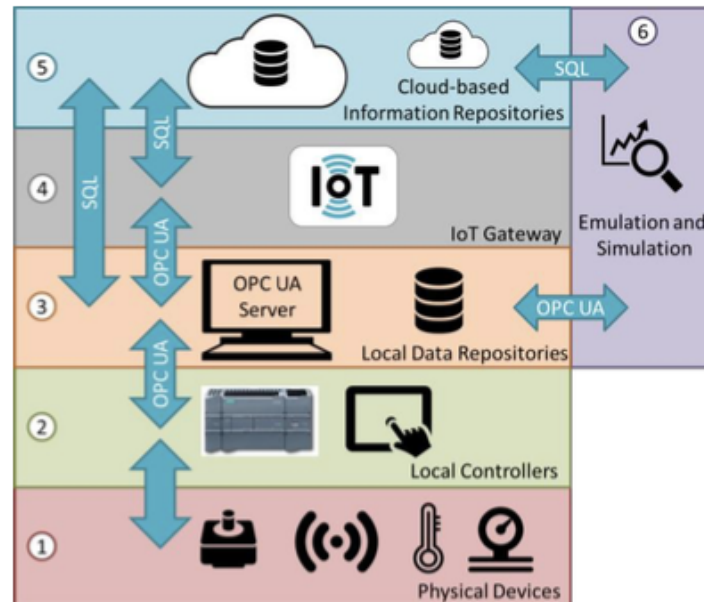 5
6
SQL
Cloud-based
Information Repositories
SQL
SQL
4
IoT
IoT Gateway
Emulation and
Simulation
OPC UA
3
OPC UA
Server
OPC UA
Local Data Repositories
OPC UA
2
Local Controllers
1
Physical Devices